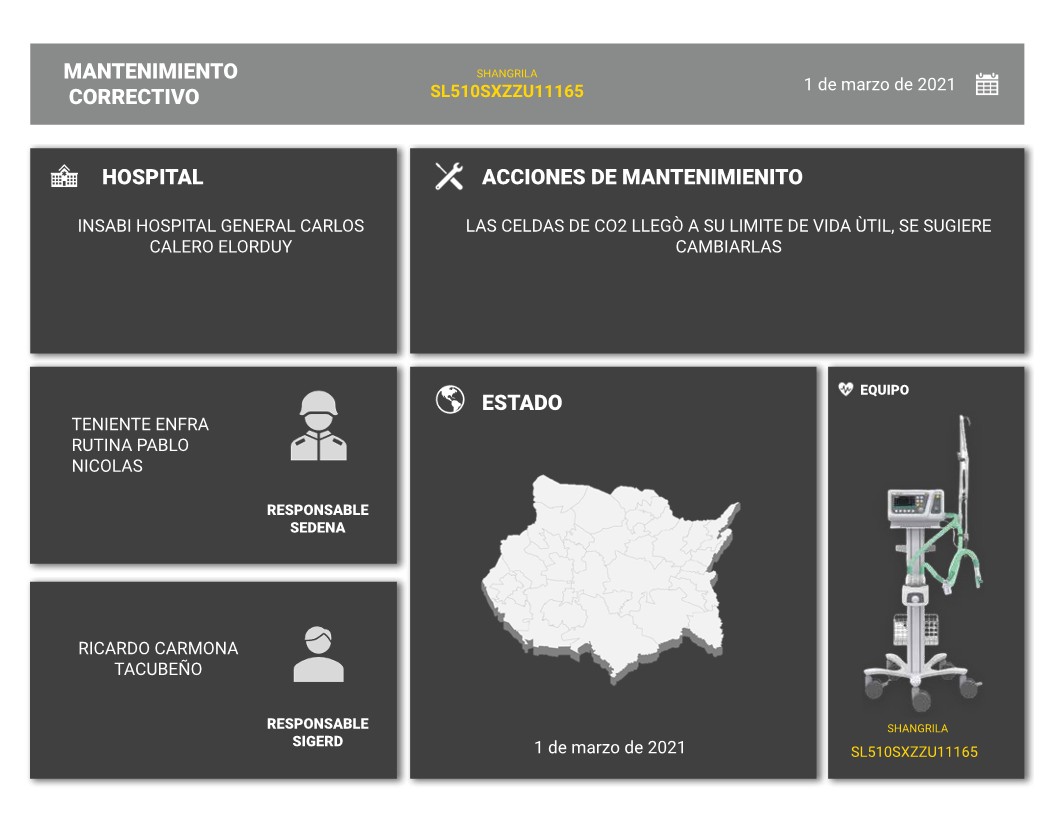 MANTENIMIENTO
CORRECTIVO
SHANGRILA
SL510SXZZU11165
1 de marzo de 2021
HOSPITAL
INSABI HOSPITAL GENERAL CARLOS
CALERO ELORDUY
ACCIONES DE MANTENIMIENITO
LAS CELDAS DE CO2 LLEGÒ A SU LIMITE DE VIDA ÙTIL, SE SUGIERE
CAMBIARLAS
TENIENTE ENFRA
RUTINA PABLO
NICOLAS
RESPONSABLE
SEDENA
RICARDO CARMONA
TACUBEÑO
RESPONSABLE
SIGERD
ESTADO
1 de marzo de 2021
EQUIPO
SHANGRILA
SL510SXZZU11165